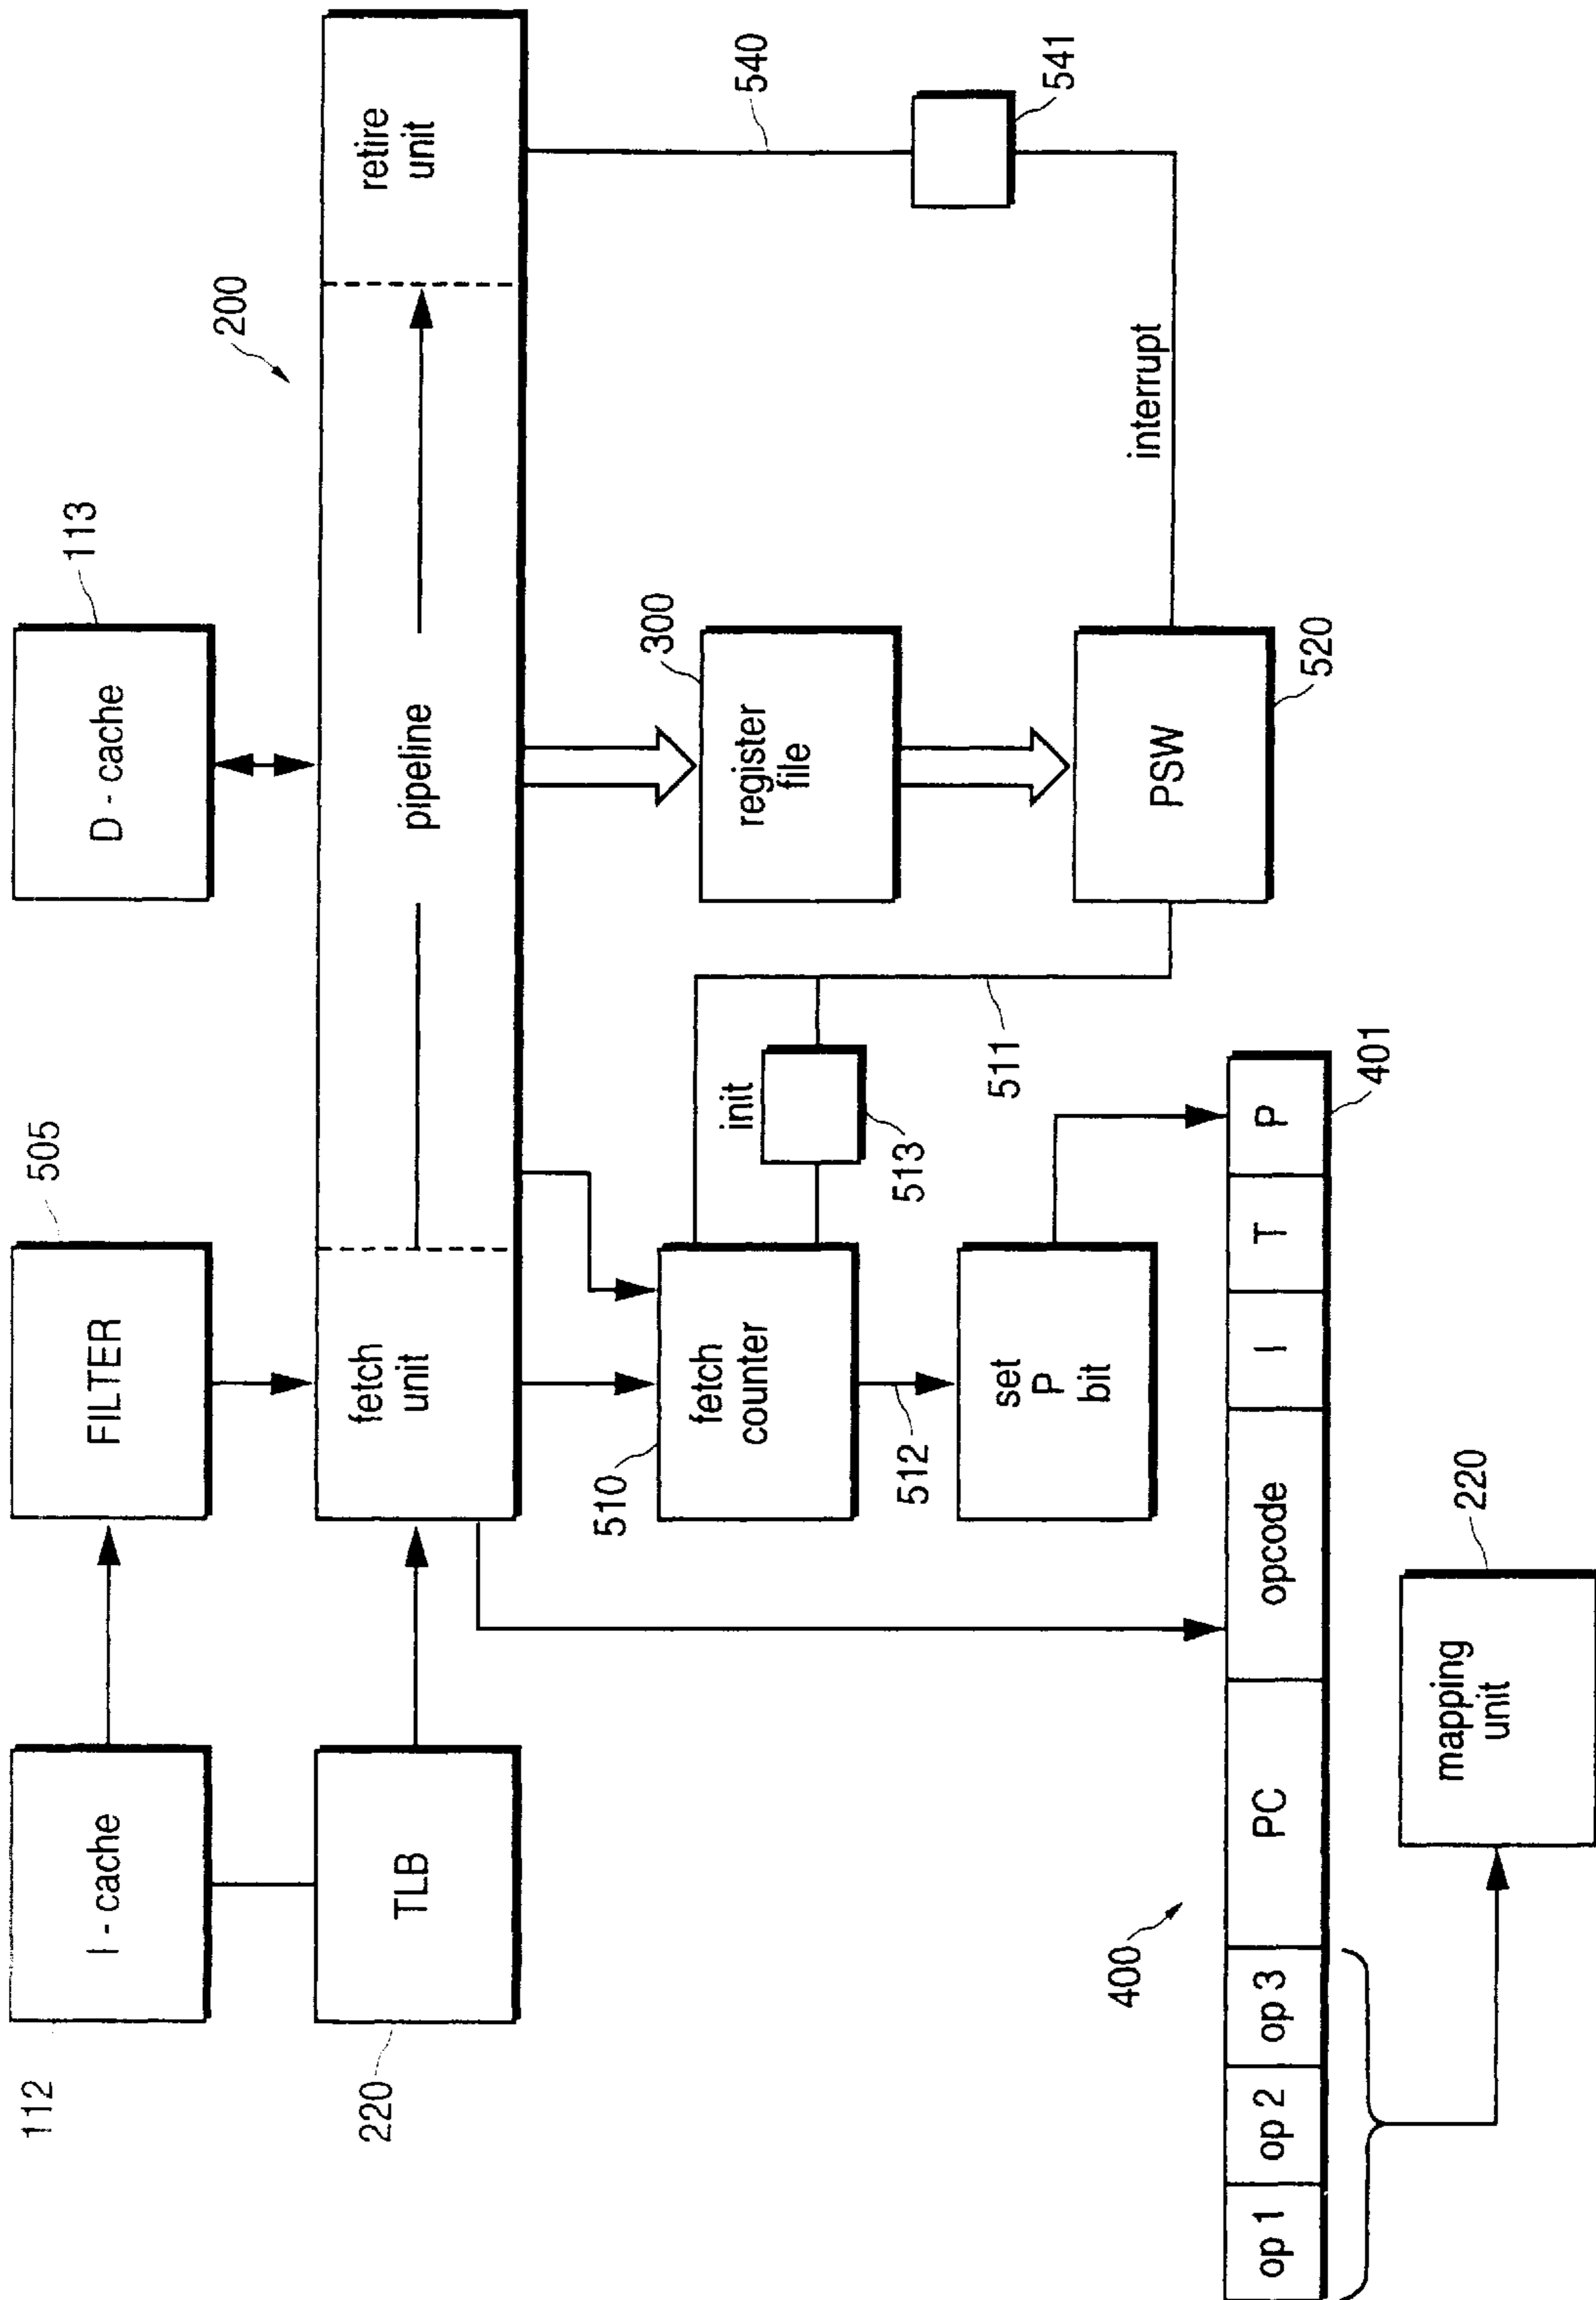 112
I - cache
505
FILTER
113
D - cache
200
220
TLB
fetch
unit
pipeline
retire
unit
510
fetch
counter
init
513
300
register
file
540
541
512
set
P
bit
511
PSW
520
interrupt
400
op 1
op 2
op 3
PC
opcode
I
T
P
401
mapping
unit
220